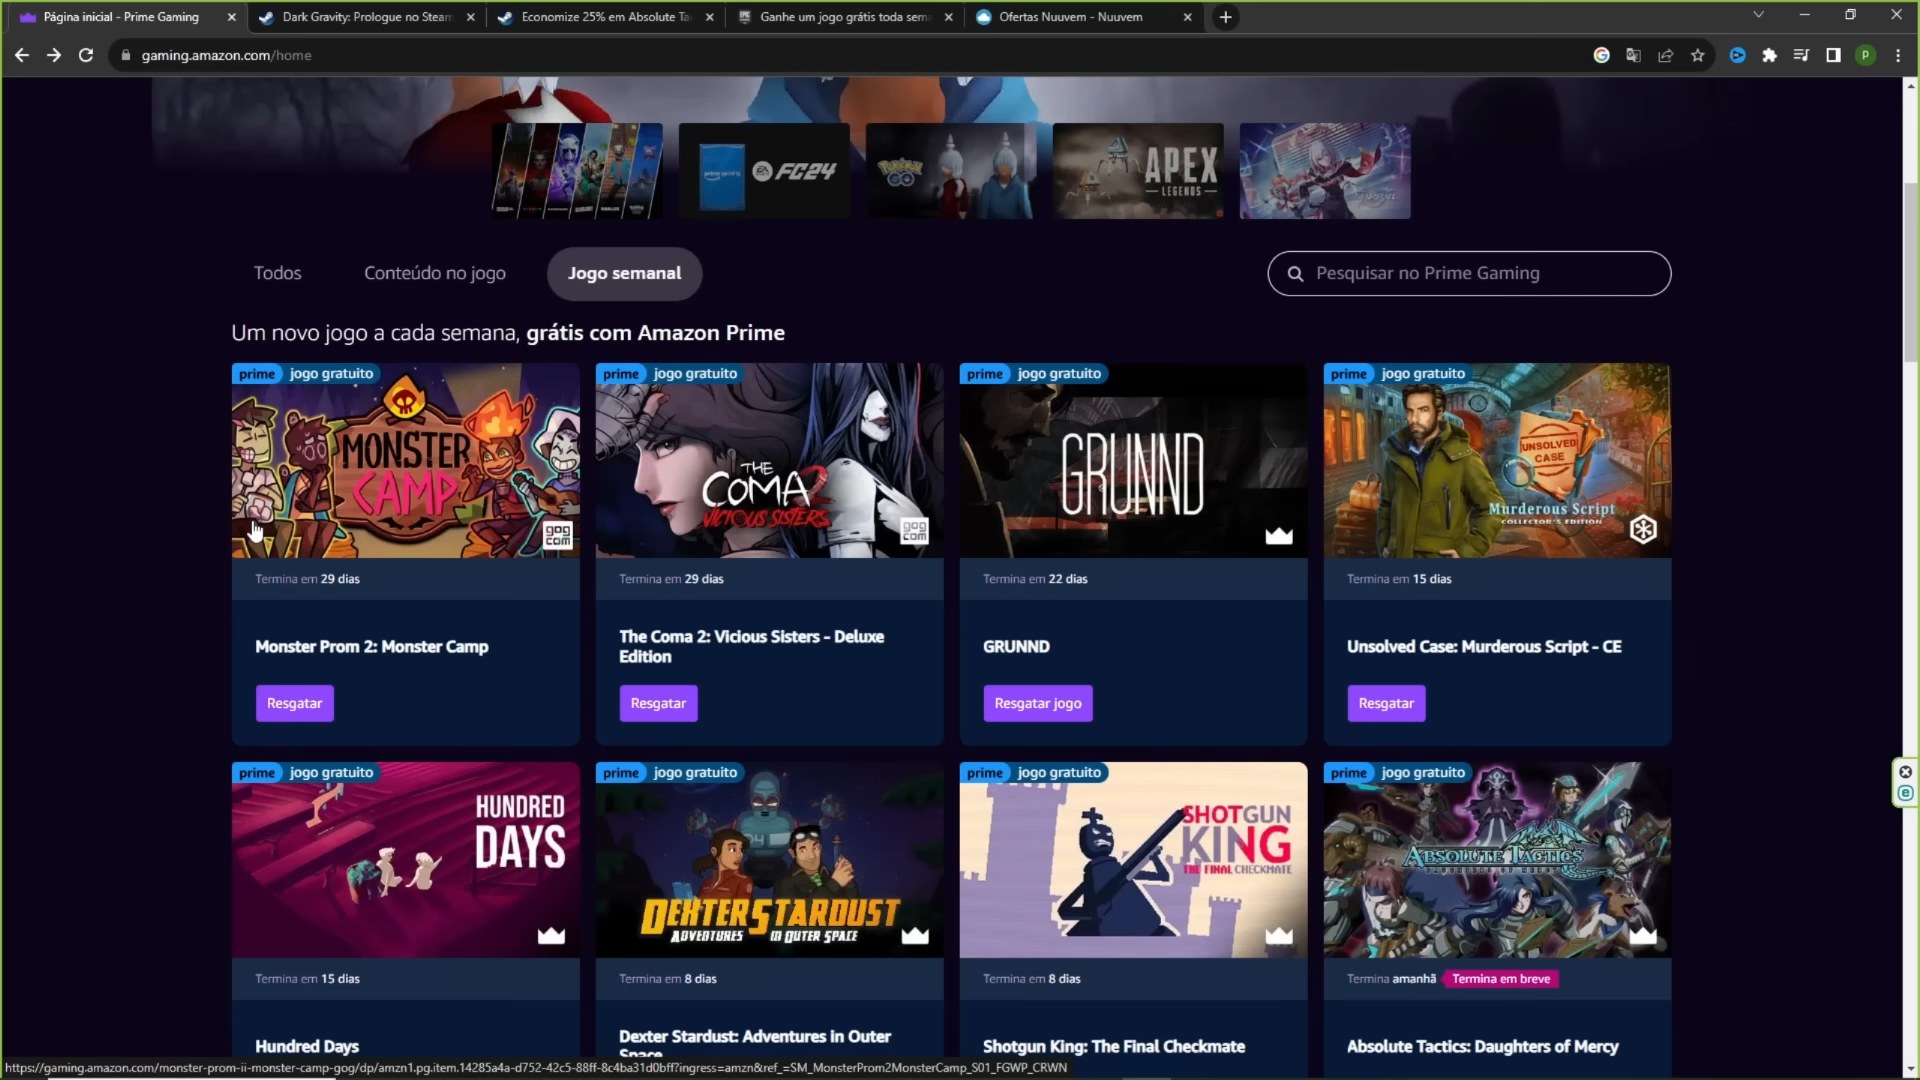 Página inicial - Prime Gaming
Dark Gravity: Prologue no Steam
Economize 25% em Absolute Ta
Ganhe um jogo grátis toda sem
Ofertas Nuuvem - Nuuvem
gaming.amazon.com/home
P
prime gaming
FC24
POKÉMON GO
APEX
LEGENDS
Todos
Conteúdo no jogo
Jogo semanal
Pesquisar no Prime Gaming
Um novo jogo a cada semana, grátis com Amazon Prime
prime jogo gratuito
prime jogo gratuito
prime jogo gratuito
prime jogo gratuito
MONSTER
CAMP
gog
com
THE
COMA 2
VICIOUS SISTERS
gog
com
GRUNND
UNSOLVED
CASE
Murderous Script
COLLECTOR'S EDITION
Termina em 29 dias
Termina em 29 dias
Termina em 22 dias
Termina em 15 dias
Monster Prom 2: Monster Camp
The Coma 2: Vicious Sisters - Deluxe
Edition
GRUNND
Unsolved Case: Murderous Script - CE
Resgatar
Resgatar
Resgatar jogo
Resgatar
prime jogo gratuito
prime jogo gratuito
prime jogo gratuito
prime jogo gratuito
HUNDRED
DAYS
DEXTER STARDUST
ADVENTURES IN OUTER SPACE
SHOTGUN
KING
THE FINAL CHECKMATE
ABSOLUTE TACTICS
Termina em 15 dias
Termina em 8 dias
Termina em 8 dias
Termina amanhã
Termina em breve
Hundred Days
Dexter Stardust: Adventures in Outer
Space
Shotgun King: The Final Checkmate
Absolute Tactics: Daughters of Mercy
https://gaming.amazon.com/monster-prom-ii-monster-camp-gog/dp/amzn1.pg.item.14285a4a-d752-42c5-88ff-8c4ba31d0bff?ingress=amzn&ref_=SM_MonsterProm2MonsterCamp_S01_FGWP_CRWN